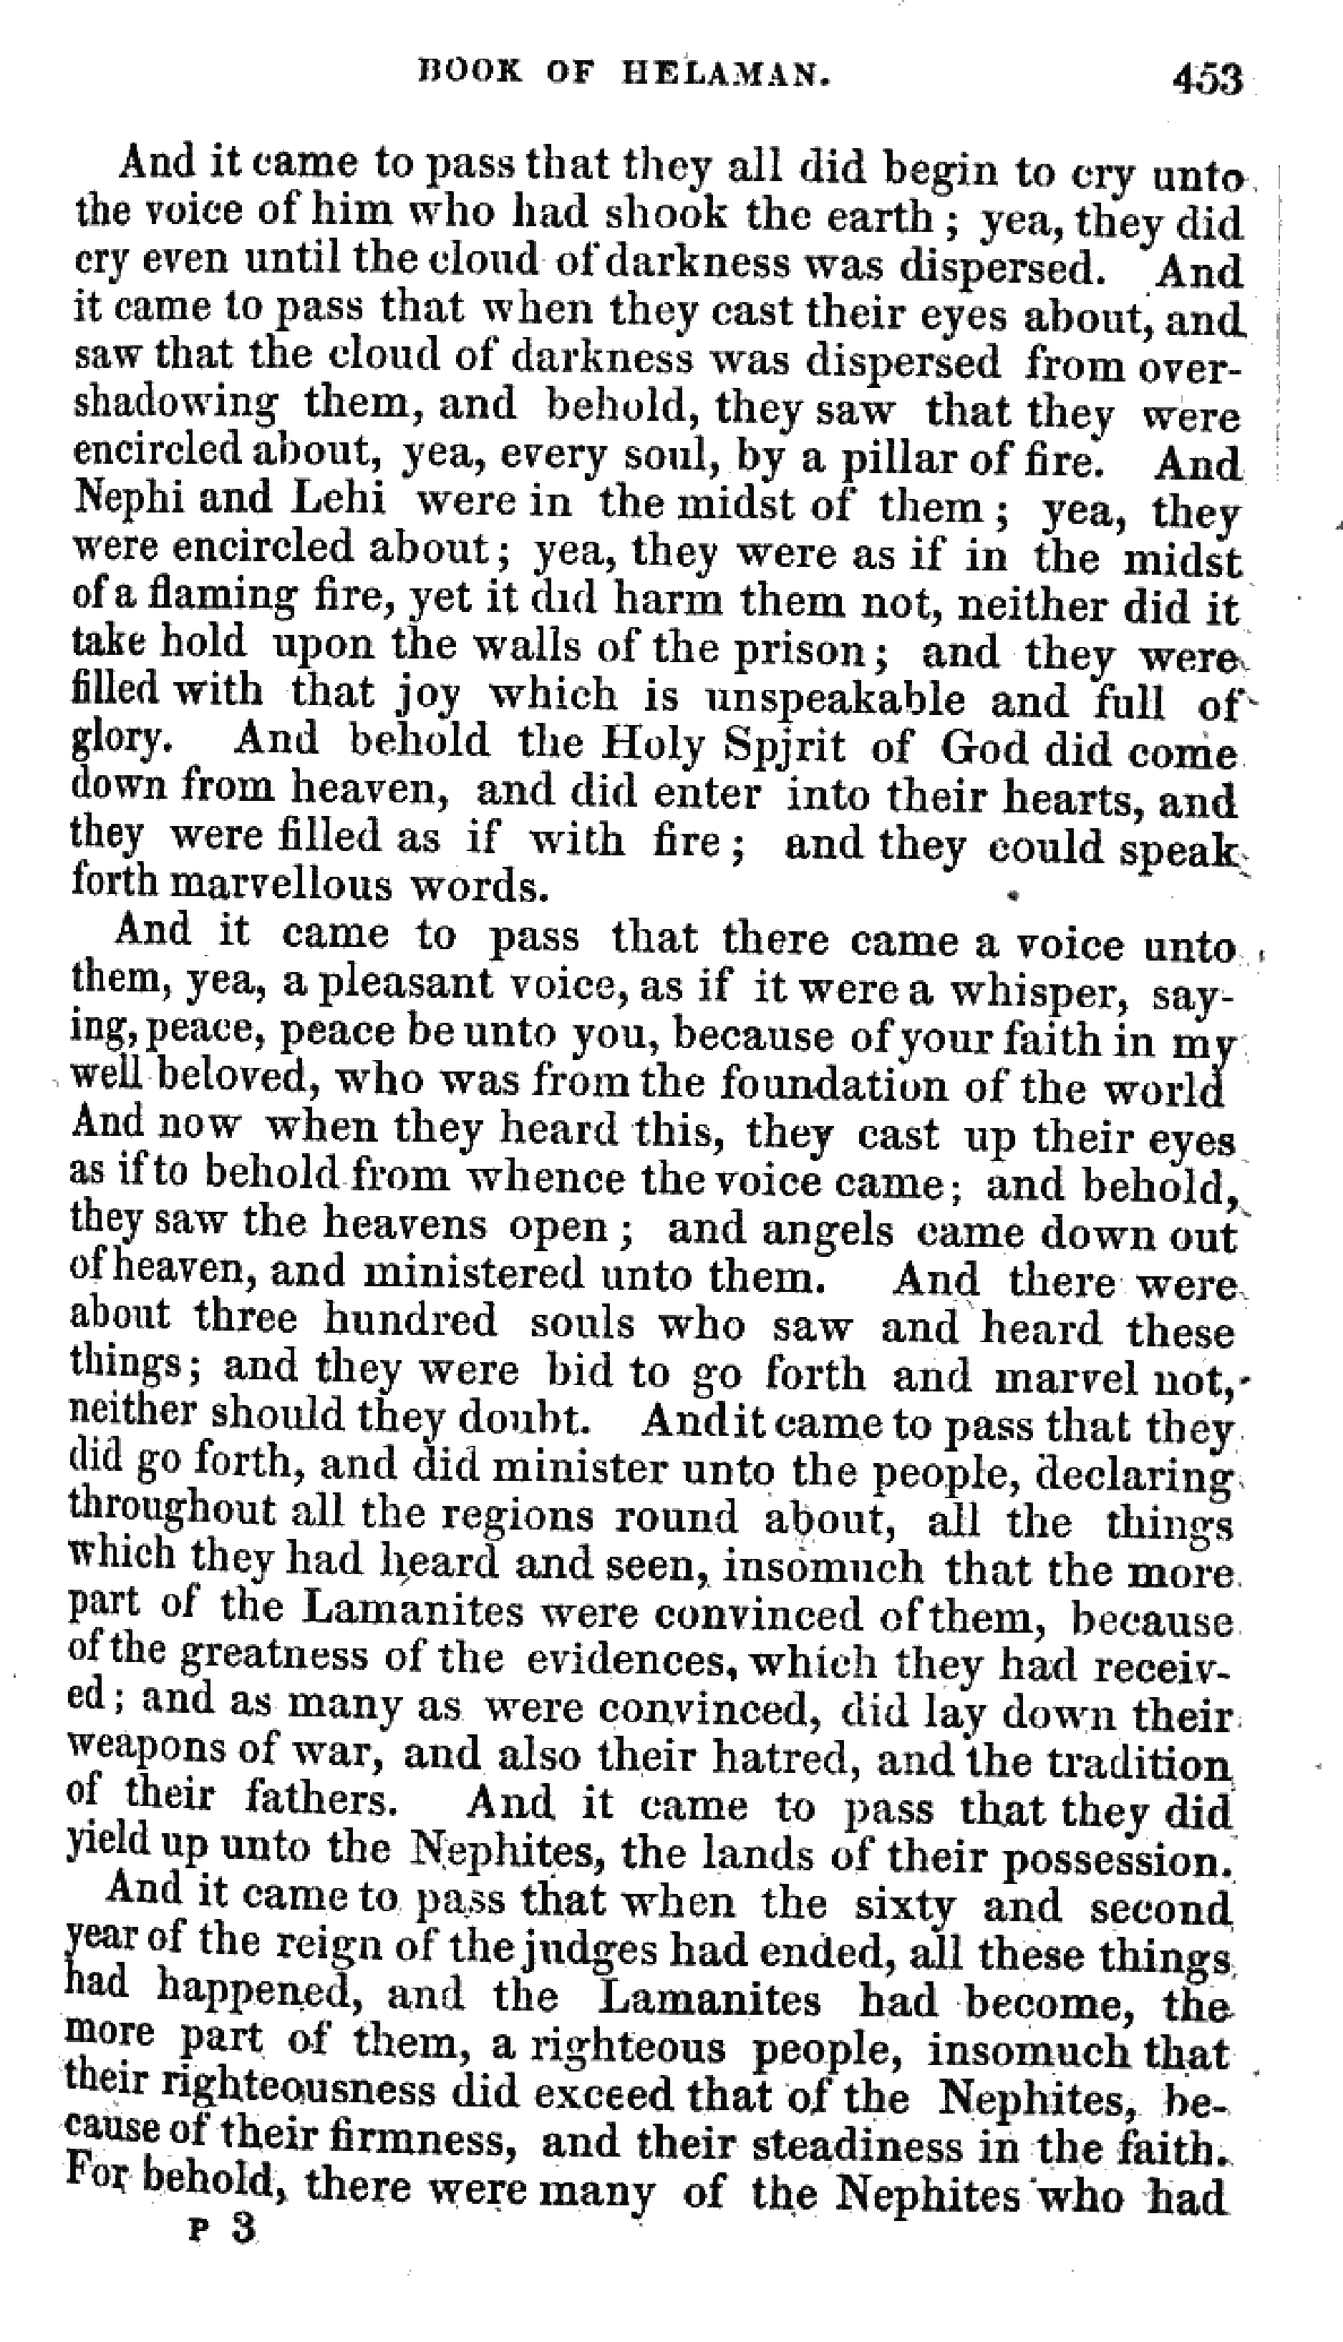 BOOK OF HELAMAN. 453
And it came to pass that they all did begin to cry unto
the voice of him who had shook the earth; yea, they did
cry even until the cloud of darkness was dispersed. And
it came to pass that when they cast their eyes about, and
saw that the cloud of darkness was dispersed from over-
shadowing them, and behold, they saw that they were
encircled about, yea, every soul, by a pillar of fire. And
Nephi and Lehi were in the midst of them; yea, they
were encircled about; yea, they were as if in the midst
of a flaming fire, yet it did harm them not, neither did it
take hold upon the walls of the prison; and they were
filled with that joy which is unspeakable and full of
glory. And behold the Holy Spjrit of God did come
down from heaven, and did enter into their hearts, and
they were filled as if with fire; and they could speak
forth marvellous words.
And it came to pass that there came a voice unto
them, yea, a pleasant voice, as if it were a whisper, say-
ing, peace, peace be unto you, because of your faith in my
well beloved, who was from the foundation of the world
And now when they heard this, they cast up their eyes
as if to behold from whence the voice came; and behold,
they saw the heavens open; and angels came down out
of heaven, and ministered unto them. And there were
about three hundred souls who saw and heard these
things; and they were bid to go forth and marvel not,
neither should they doubt. And it came to pass that they
did go forth, and did minister unto the people, declaring
throughout all the regions round about, all the things
which they had heard and seen, insomuch that the more
part of the Lamanites were convinced of them, because
of the greatness of the evidences, which they had receiv-
ed; and as many as were convinced, did lay down their
weapons of war, and also their hatred, and the tradition
of their fathers. And it came to pass that they did
yield up unto the Nephites, the lands of their possession.
And it came to pass that when the sixty and second
year of the reign of the judges had ended, all these things
had happened, and the Lamanites had become, the
more part of them, a righteous people, insomuch that
their righteousness did exceed that of the Nephites, be-
cause of their firmness, and their steadiness in the faith.
For behold, there were many of the Nephites who had
P 3